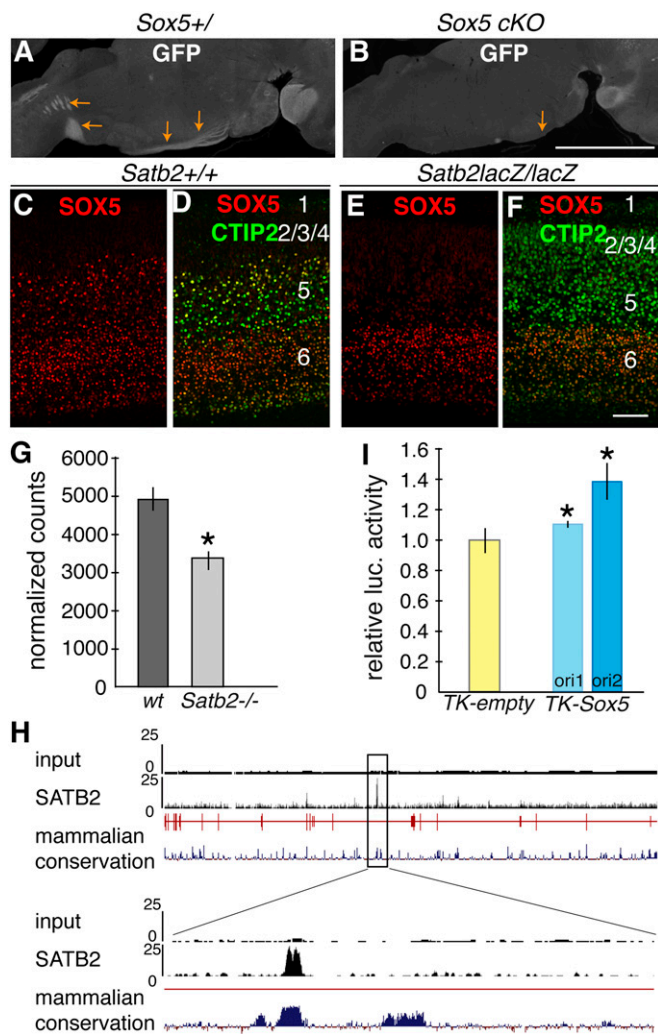 Sox5+/ Sox5 cKO
A GFP B GFP
Satb2+/+ Satb2lacZ/lacZ
C SOX5 D SOX5 1 E SOX5 F SOX5 1
CTIP2 2/3/4 CTIP2 2/3/4
5 5
6 6
G I
6000
5000
4000
3000
2000
1000
0
normalized counts
*
wt Satb2-/-
1.6
1.4
1.2
1.0
0.8
0.6
0.4
0.2
0
relative luc. activity
* *
ori1 ori2
TK-empty TK-Sox5
H
25
input
0
25
SATB2
0
mammalian
conservation
25
input
0
25
SATB2
0
mammalian
conservation